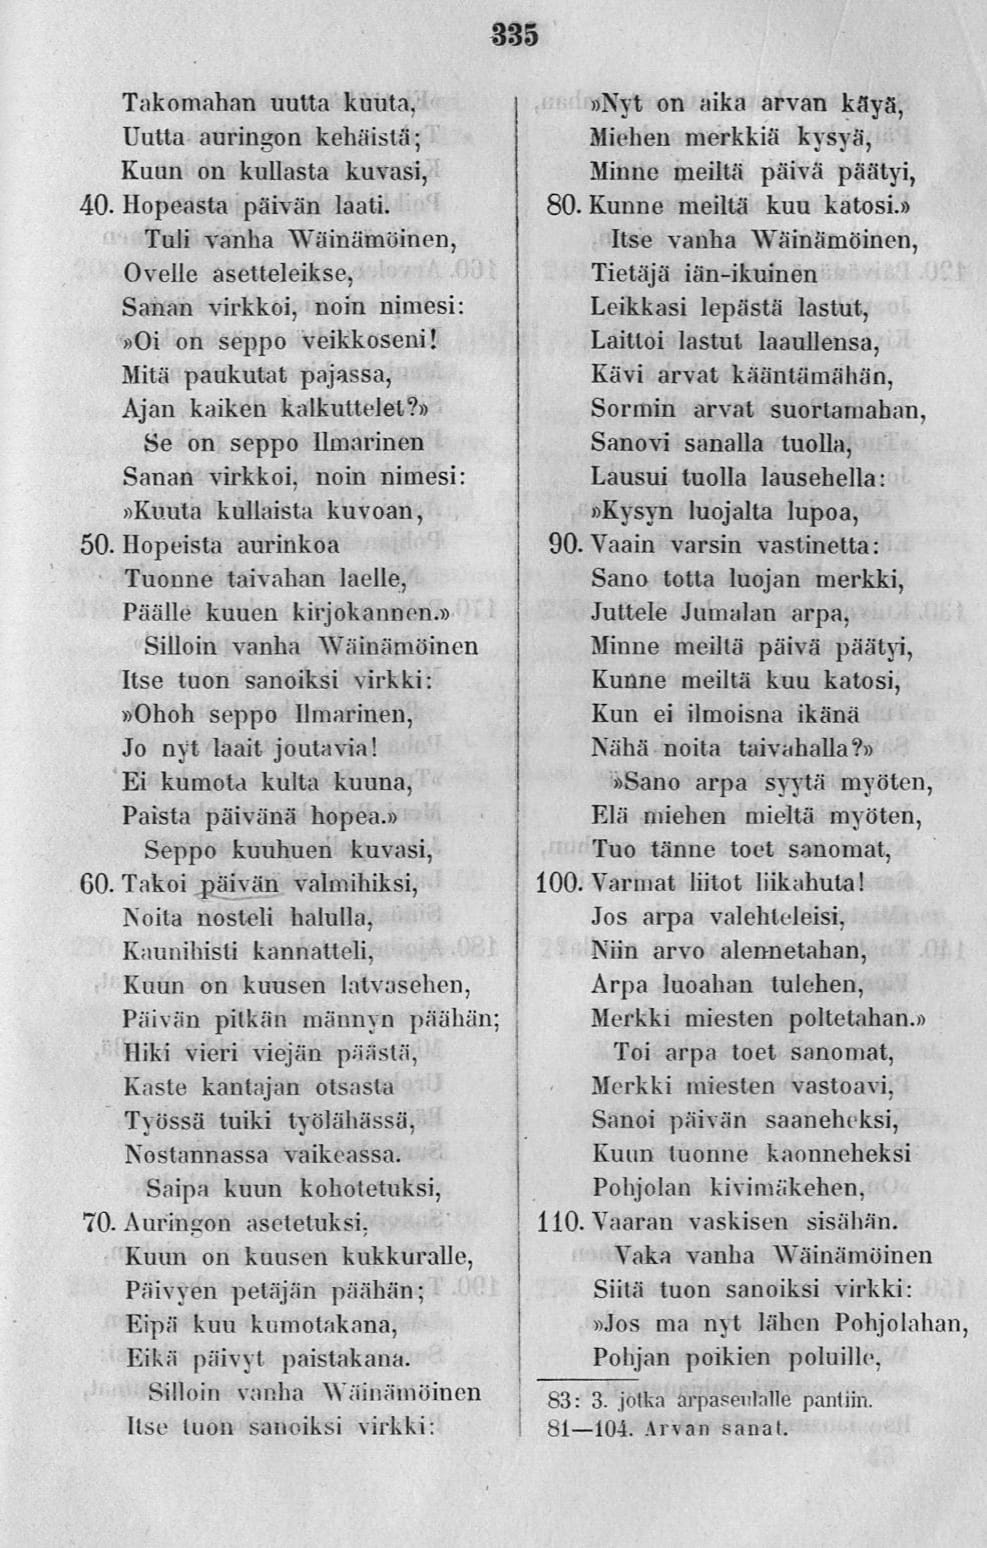 335
Takomahan uutta kuuta,
Uutta auringon kehäistä;
Kuun on kullasta kuvasi,
40. Hopeasta päivän laati.
Tuli vanha Wäinämöinen,
Ovelle asetteleikse,
Sanan virkkoi, noin nimesi:
»Oi on seppo veikkoseni!
Mitä paukutat pajassa,
Ajan kaiken kalkuttelet?»
Se on seppo Ilmarinen
Sanan virkkoi, noin nimesi:
»Kuuta kullaista kuvoan,
50. Hopeista aurinkoa
Tuonne taivahan laelle,
Päälle kuuen kirjokannen.»
Silloin vanha Wäinämöinen
Itse tuon sanoiksi virkki:
»Ohoh seppo Ilmarinen,
Jo nyt laait joutavia!
Ei kumota kulta kuuna,
Paista päivänä hopea.»
Seppo kuuhuen kuvasi,
60. Takoi päivän valmihiksi,
Noita nosteli halulla,
Kaunihisti kannatteli,
Kuun on kuusen latvasehen,
Päivän pitkän männyn päähän;
Hiki vieri viejän päästä,
Kaste kantajan otsasta
Työssä tuiki työlähässä,
Nostannassa vaikeassa.
Saipa kuun kohotetuksi,
70. Auringon asetetuksi,
Kuun on kuusen kukkuralle,
Päivyen petäjän päähän;
Eipä kuu kumotakana,
Eikä päivyt paistakana.
Silloin vanha Wäinämöinen
Itse tuon sanoiksi virkki:
»Nyt on aika arvan käyä,
Miehen merkkiä kysyä,
Minne meiltä päivä päätyi,
80. Kunne meiltä kuu katosi.»
Itse vanha Wäinämöinen,
Tietäjä iän-ikuinen
Leikkasi lepästä lastut,
Laittoi lastut laaullensa,
Kävi arvat kääntämähän,
Sormin arvat suortamahan,
Sanovi sanalla tuolla,
Lausui tuolla lausehella:
»Kysyn luojalta lupoa,
90. Vaain varsin vastinetta:
Sano totta luojan merkki,
Juttele Jumalan arpa,
Minne meiltä päivä päätyi,
Kunne meiltä kuu katosi,
Kun ei ilmoisna ikänä
Nähä noita taivahalla?»
»Sano arpa syytä myöten,
Elä miehen mieltä myöten,
Tuo tänne toet sanomat,
100. Varmat liitot liikahuta!
Jos arpa valehteleisi,
Niin arvo alennetahan,
Arpa luoahan tulehen,
Merkki miesten poltetahan.»
Toi arpa toet sanomat,
Merkki miesten vastoavi,
Sanoi päivän saaneheksi,
Kuun tuonne kaonneheksi
Pohjolan kivimäkehen,
110. Vaaran vaskisen sisähän.
Vaka vanha Wäinämöinen
Siitä tuon sanoiksi virkki:
»Jos ma nyt lähen Pohjolahan,
Pohjan poikien poluille,
83: 3. jotka arpaseulalle pantiin.
81—104. Arvan sanat.